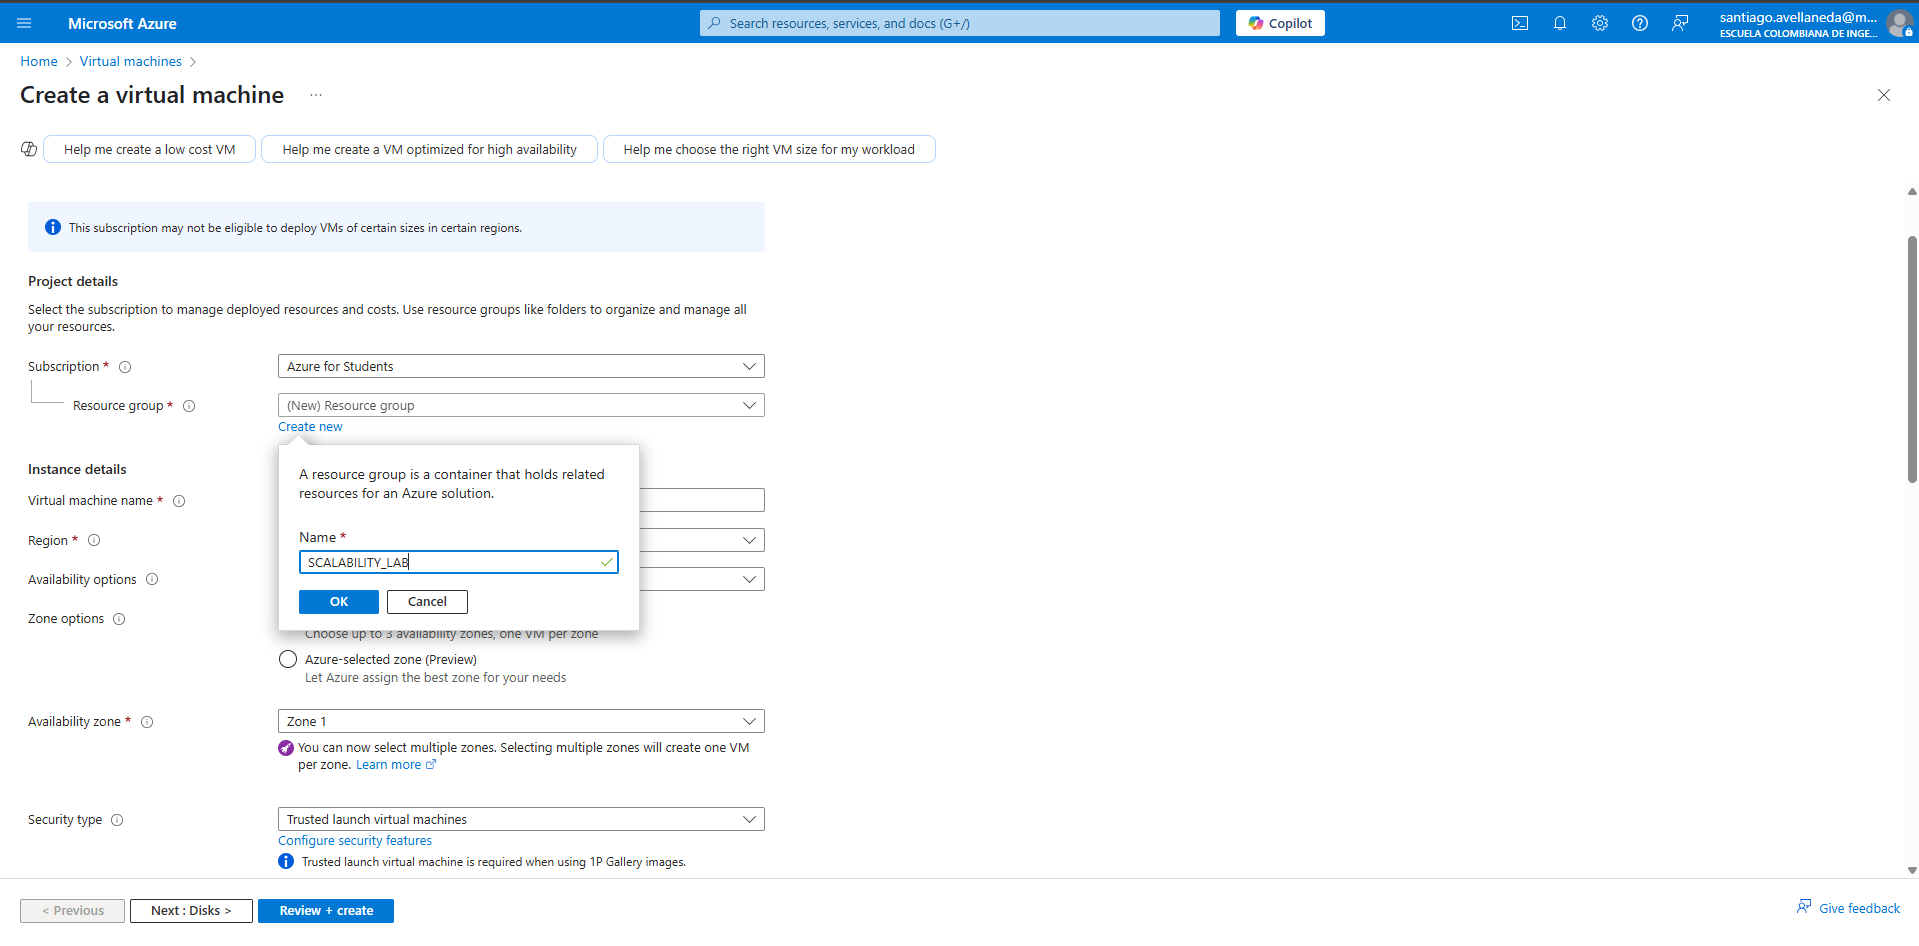 Microsoft Azure
Search resources, services, and docs (G+/)
Copilot
santiago.avellaneda@m...
ESCUELA COLOMBIANA DE INGE...
Home > Virtual machines >
Create a virtual machine ...
Help me create a low cost VM
Help me create a VM optimized for high availability
Help me choose the right VM size for my workload
This subscription may not be eligible to deploy VMs of certain sizes in certain regions.
Project details
Select the subscription to manage deployed resources and costs. Use resource groups like folders to organize and manage all
your resources.
Subscription *
Azure for Students
Resource group *
(New) Resource group
Create new
A resource group is a container that holds related
resources for an Azure solution.
Name *
SCALABILITY_LAB
OK
Cancel
Instance details
Virtual machine name *
Region *
Availability options
Zone options
Choose up to 3 availability zones, one VM per zone
Azure-selected zone (Preview)
Let Azure assign the best zone for your needs
Availability zone *
Zone 1
You can now select multiple zones. Selecting multiple zones will create one VM
per zone. Learn more
Security type
Trusted launch virtual machines
Configure security features
Trusted launch virtual machine is required when using 1P Gallery images.
< Previous
Next : Disks >
Review + create
Give feedback